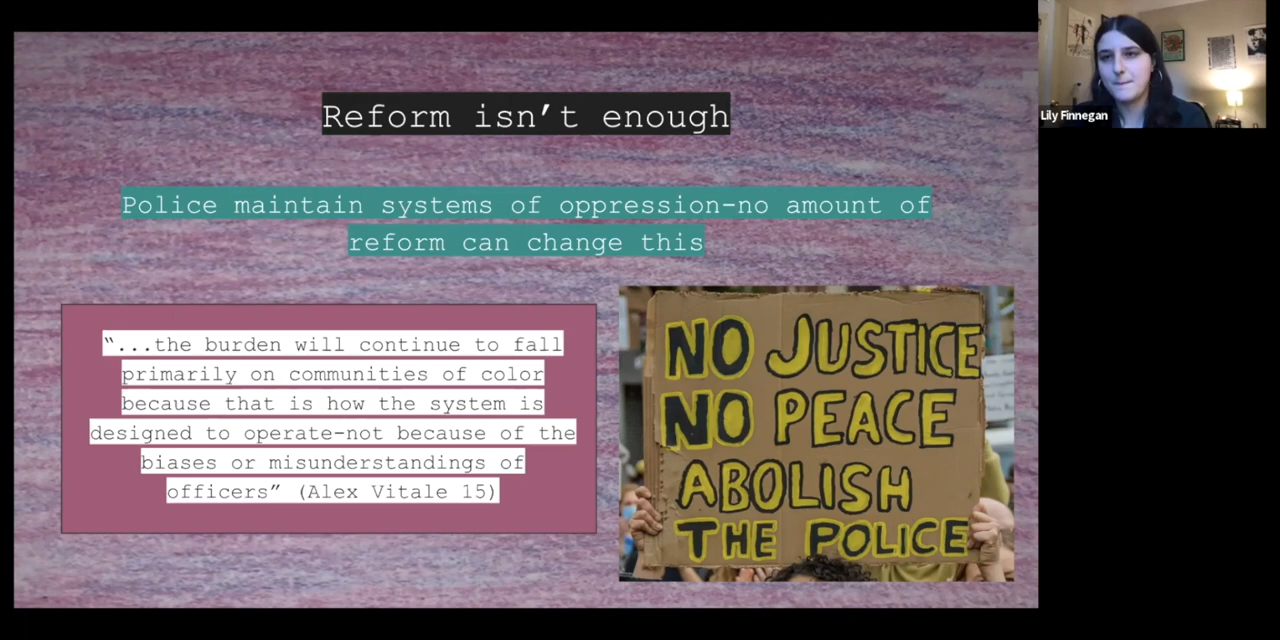 Reform isn't enough
Police maintain systems of oppression-no amount of
reform can change this
"...the burden will continue to fall
primarily on communities of color
because that is how the system is
designed to operate-not because of the
biases or misunderstandings of
officers" (Alex Vitale 15)
NO JUSTICE
NO PEACE
ABOLISH
THE POLICE
Lily Finnegan